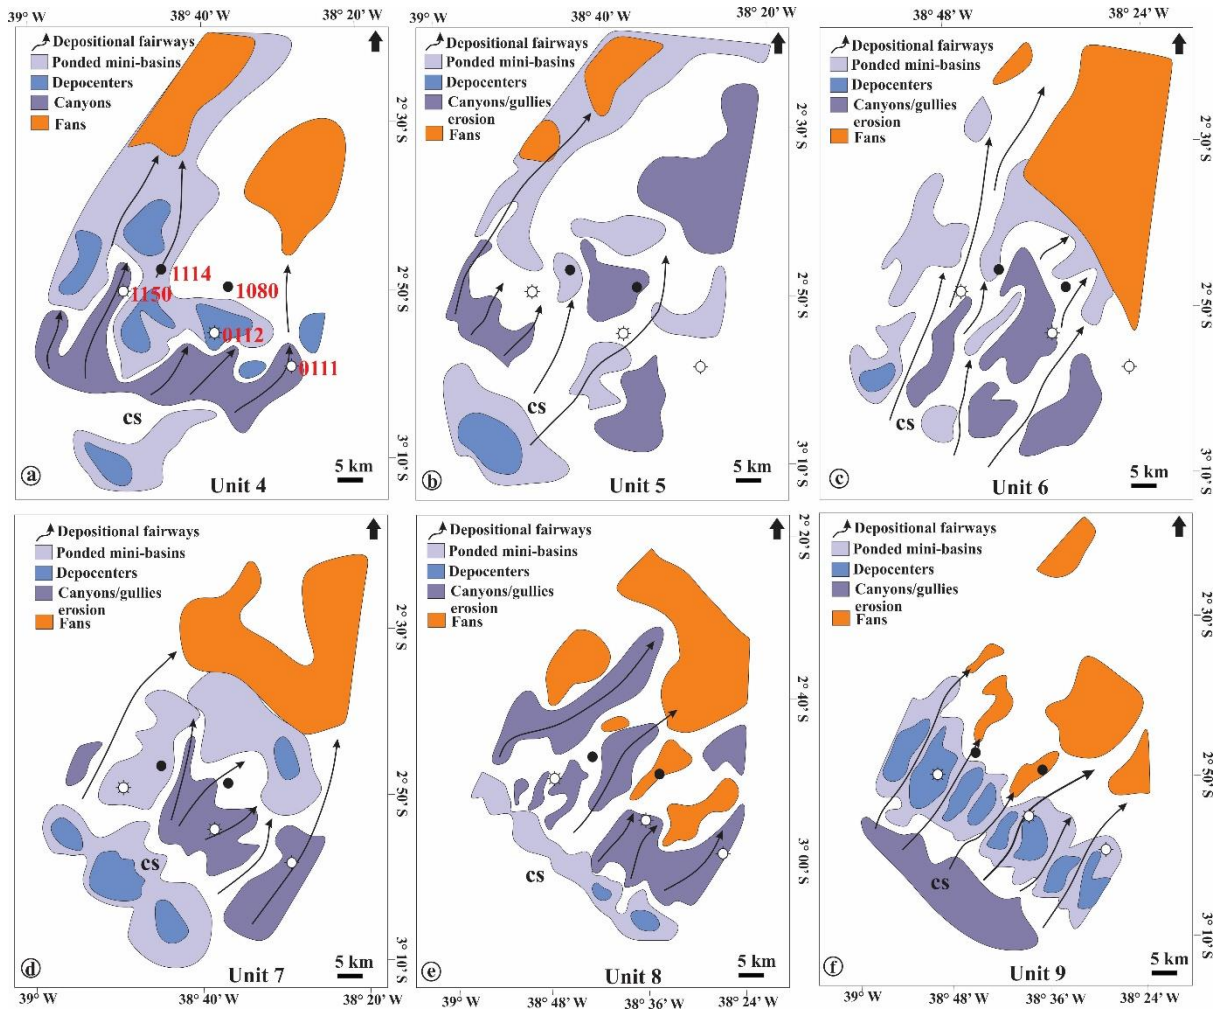 39° W
38° 40' W
38° 20' W
Depositional fairways
Ponded mini-basins
Depocenters
Canyons
Fans
2° 30' S
2° 50' S
3° 10' S
1114
1150
1080
0112
0111
cs
5 km
a
Unit 4
38° 40' W
38° 20' W
Depositional fairways
Ponded mini-basins
Depocenters
Canyons/gullies
erosion
Fans
2° 30' S
2° 50' S
3° 10' S
cs
5 km
b
Unit 5
38° 48' W
38° 24' W
Depositional fairways
Ponded mini-basins
Depocenters
Canyons/gullies
erosion
Fans
2° 30' S
2° 50' S
3° 10' S
cs
5 km
c
Unit 6
Depositional fairways
Ponded mini-basins
Depocenters
Canyons/gullies
erosion
Fans
2° 30' S
2° 50' S
3° 10' S
cs
5 km
d
Unit 7
39° W
38° 40' W
38° 20' W
Depositional fairways
Ponded mini-basins
Depocenters
Canyons/gullies
erosion
Fans
2° 20' S
2° 40' S
3° 00' S
cs
5 km
e
Unit 8
39° W
38° 48' W
38° 36' W
38° 24' W
Depositional fairways
Ponded mini-basins
Depocenters
Canyons/gullies
erosion
Fans
2° 30' S
2° 50' S
3° 10' S
cs
5 km
f
Unit 9
39° W
38° 48' W
38° 36' W
38° 24' W